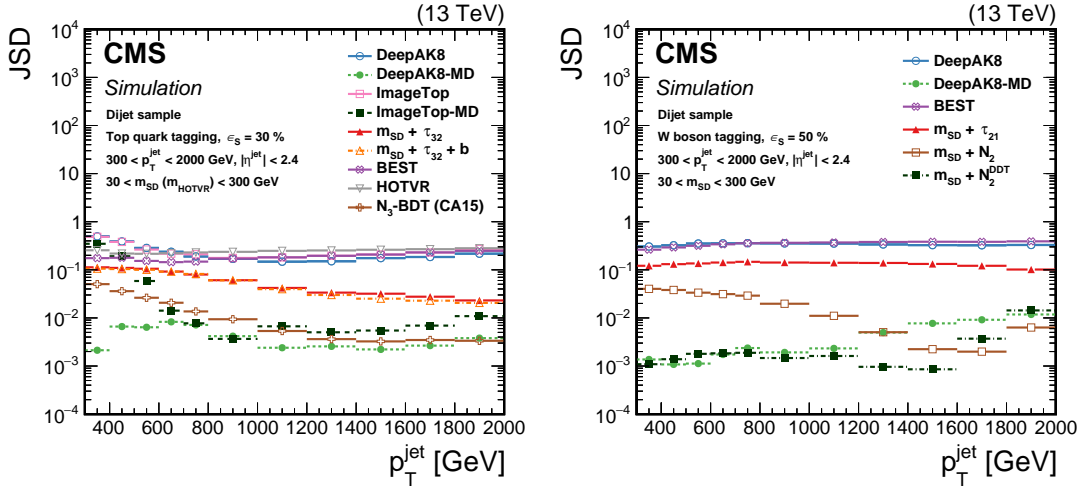 (13 TeV)
JSD
10^4
10^3
10^2
10
1
10^−1
10^−2
10^−3
10^−4
CMS
Simulation
Dijet sample
Top quark tagging, ε_S = 30 %
300 < p_T^jet < 2000 GeV, |η^jet| < 2.4
30 < m_SD (m_HOTVR) < 300 GeV
DeepAK8
DeepAK8-MD
ImageTop
ImageTop-MD
m_SD + τ_32
m_SD + τ_32 + b
BEST
HOTVR
N_3-BDT (CA15)
400 600 800 1000 1200 1400 1600 1800 2000
p_T^jet [GeV]
(13 TeV)
JSD
10^4
10^3
10^2
10
1
10^−1
10^−2
10^−3
10^−4
CMS
Simulation
Dijet sample
W boson tagging, ε_S = 50 %
300 < p_T^jet < 2000 GeV, |η^jet| < 2.4
30 < m_SD < 300 GeV
DeepAK8
DeepAK8-MD
BEST
m_SD + τ_21
m_SD + N_2
m_SD + N_2^DDT
400 600 800 1000 1200 1400 1600 1800 2000
p_T^jet [GeV]